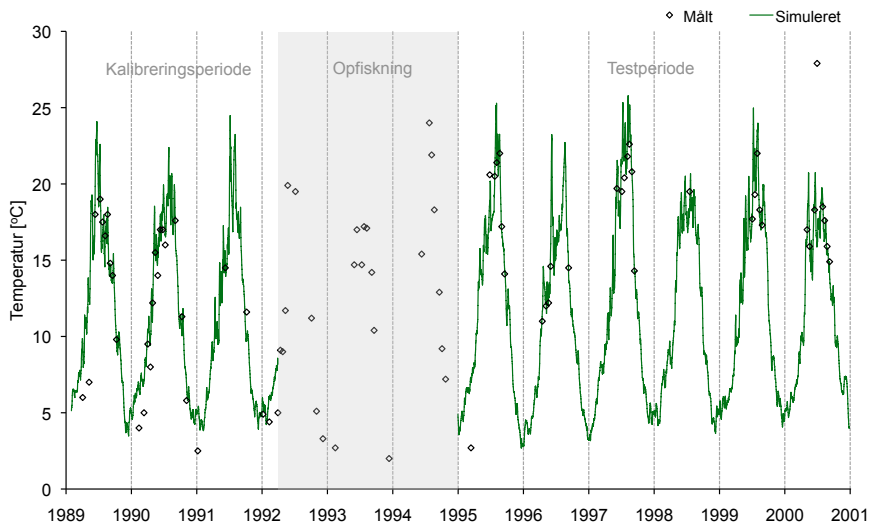 Målt Simuleret
30
Kalibreringsperiode Opfiskning Testperiode
25
20
15
10
5
0
Temperatur [ºC]
1989 1990 1991 1992 1993 1994 1995 1996 1997 1998 1999 2000 2001